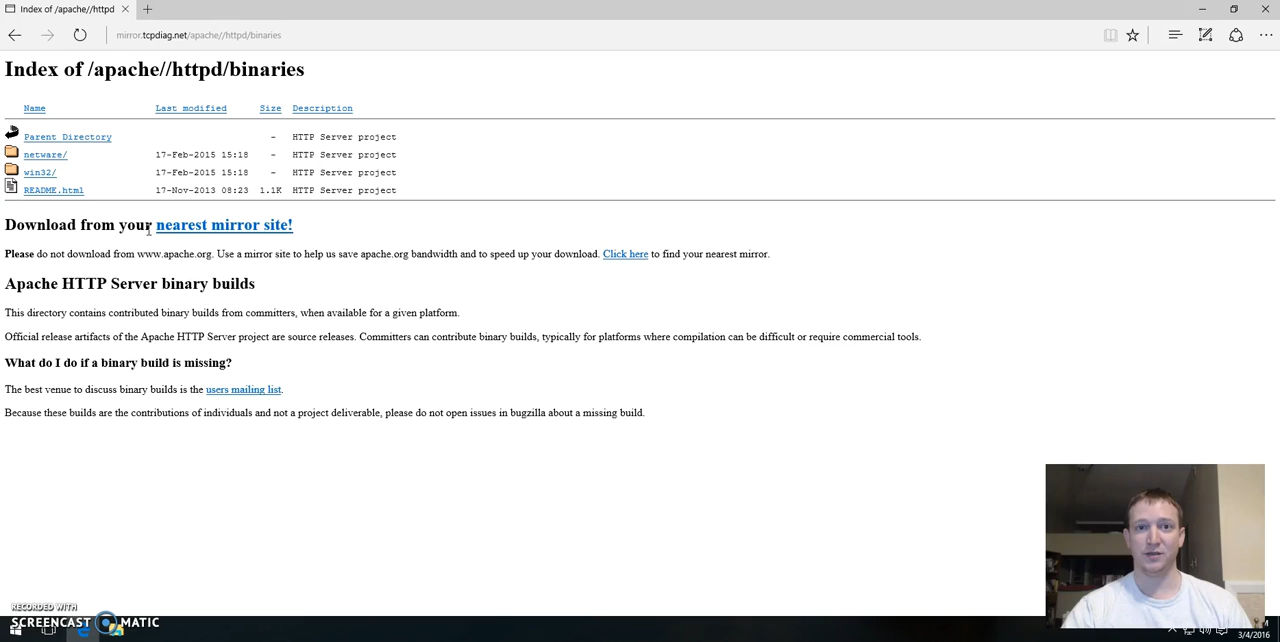 Index of /apache//httpd
mirror.tcpdiag.net/apache//httpd/binaries
Index of /apache//httpd/binaries
Name Last modified Size Description
Parent Directory - HTTP Server project
netware/ 17-Feb-2015 15:18 - HTTP Server project
win32/ 17-Feb-2015 15:18 - HTTP Server project
README.html 17-Nov-2013 08:23 1.1K HTTP Server project
Download from your nearest mirror site!
Please do not download from www.apache.org. Use a mirror site to help us save apache.org bandwidth and to speed up your download. Click here to find your nearest mirror.
Apache HTTP Server binary builds
This directory contains contributed binary builds from committers, when available for a given platform.
Official release artifacts of the Apache HTTP Server project are source releases. Committers can contribute binary builds, typically for platforms where compilation can be difficult or require commercial tools.
What do I do if a binary build is missing?
The best venue to discuss binary builds is the users mailing list.
Because these builds are the contributions of individuals and not a project deliverable, please do not open issues in bugzilla about a missing build.
RECORDED WITH
SCREENCAST MATIC
3/4/2016